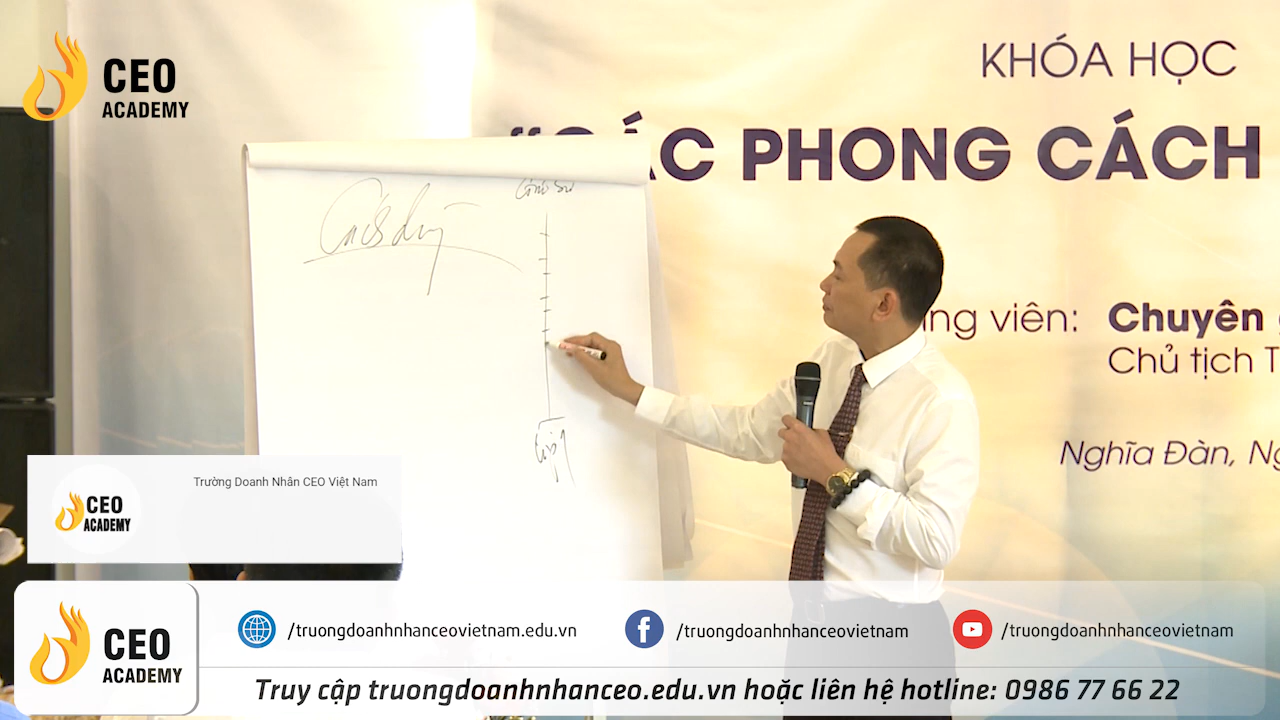 CEO
ACADEMY
KHÓA HỌC
ÁC PHONG CÁCH
ng viên: Chuyên
Chủ tịch T
Nghĩa Đàn, Ng
Trường Doanh Nhân CEO Việt Nam
CEO
ACADEMY
CEO
ACADEMY
/truongdoanhnhanceovietnam.edu.vn
/truongdoanhnhanceovietnam
/truongdoanhnhanceovietnam
Truy cập truongdoanhnhanceo.edu.vn hoặc liên hệ hotline: 0986 77 66 22